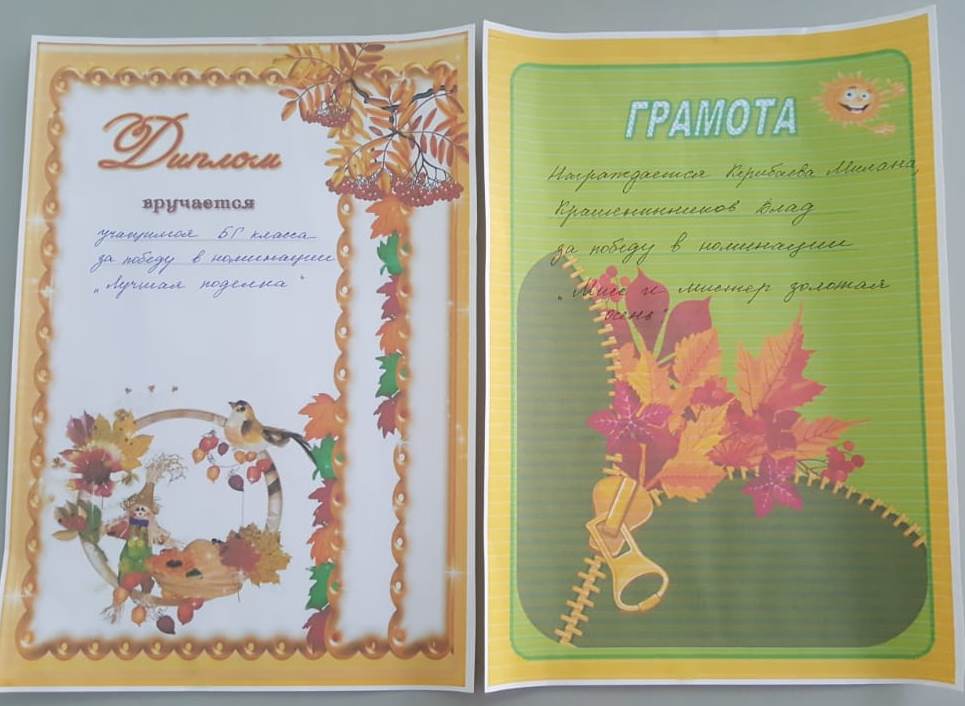 Диплом
вручается
учащимся 5Г класса
за победу в номинации
„Лучшая поделка"
ГРАМОТА
Награждается Керибаева Милана,
Крашенинников Влад
за победу в номинации
„Мисс и мистер золотая
осень"